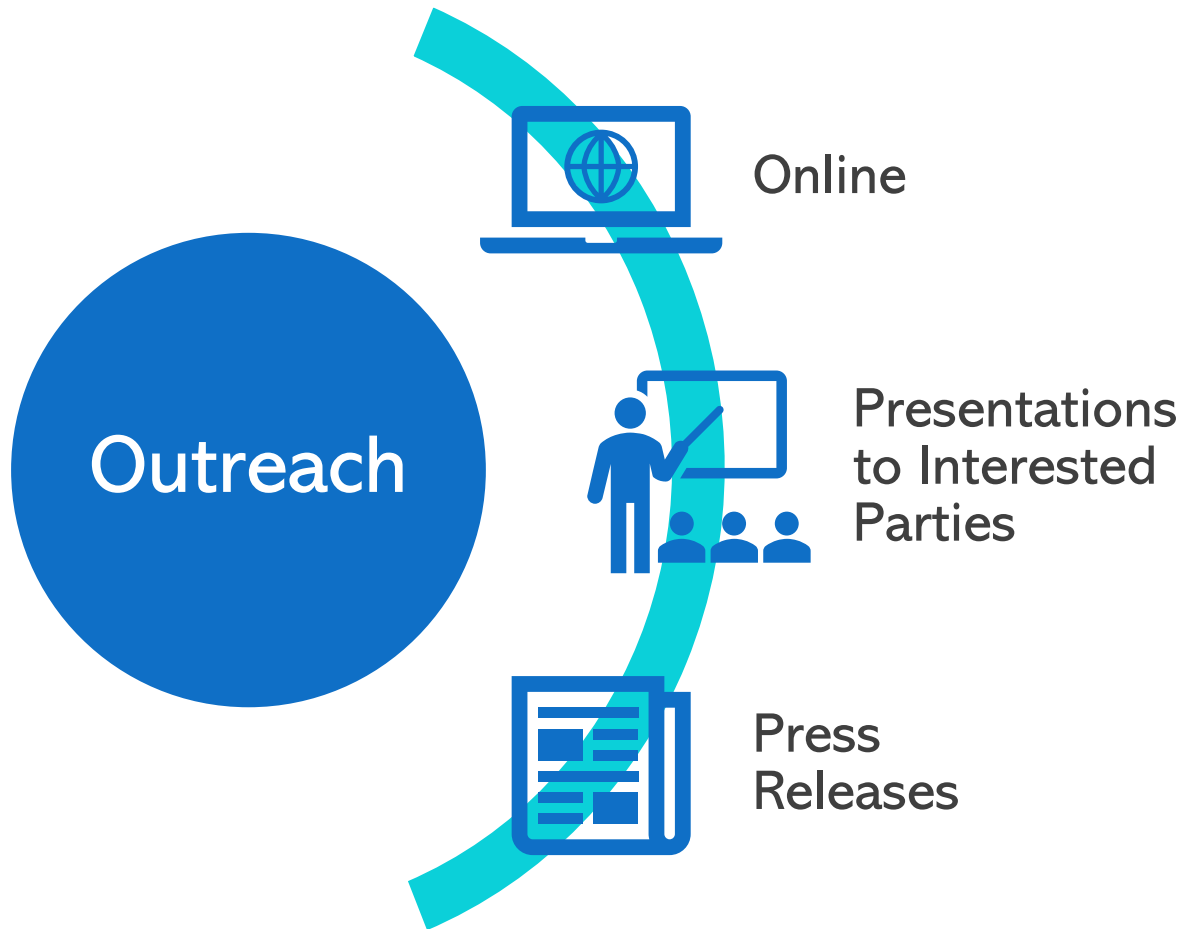 Online
Outreach
Presentations
to Interested
Parties
Press
Releases